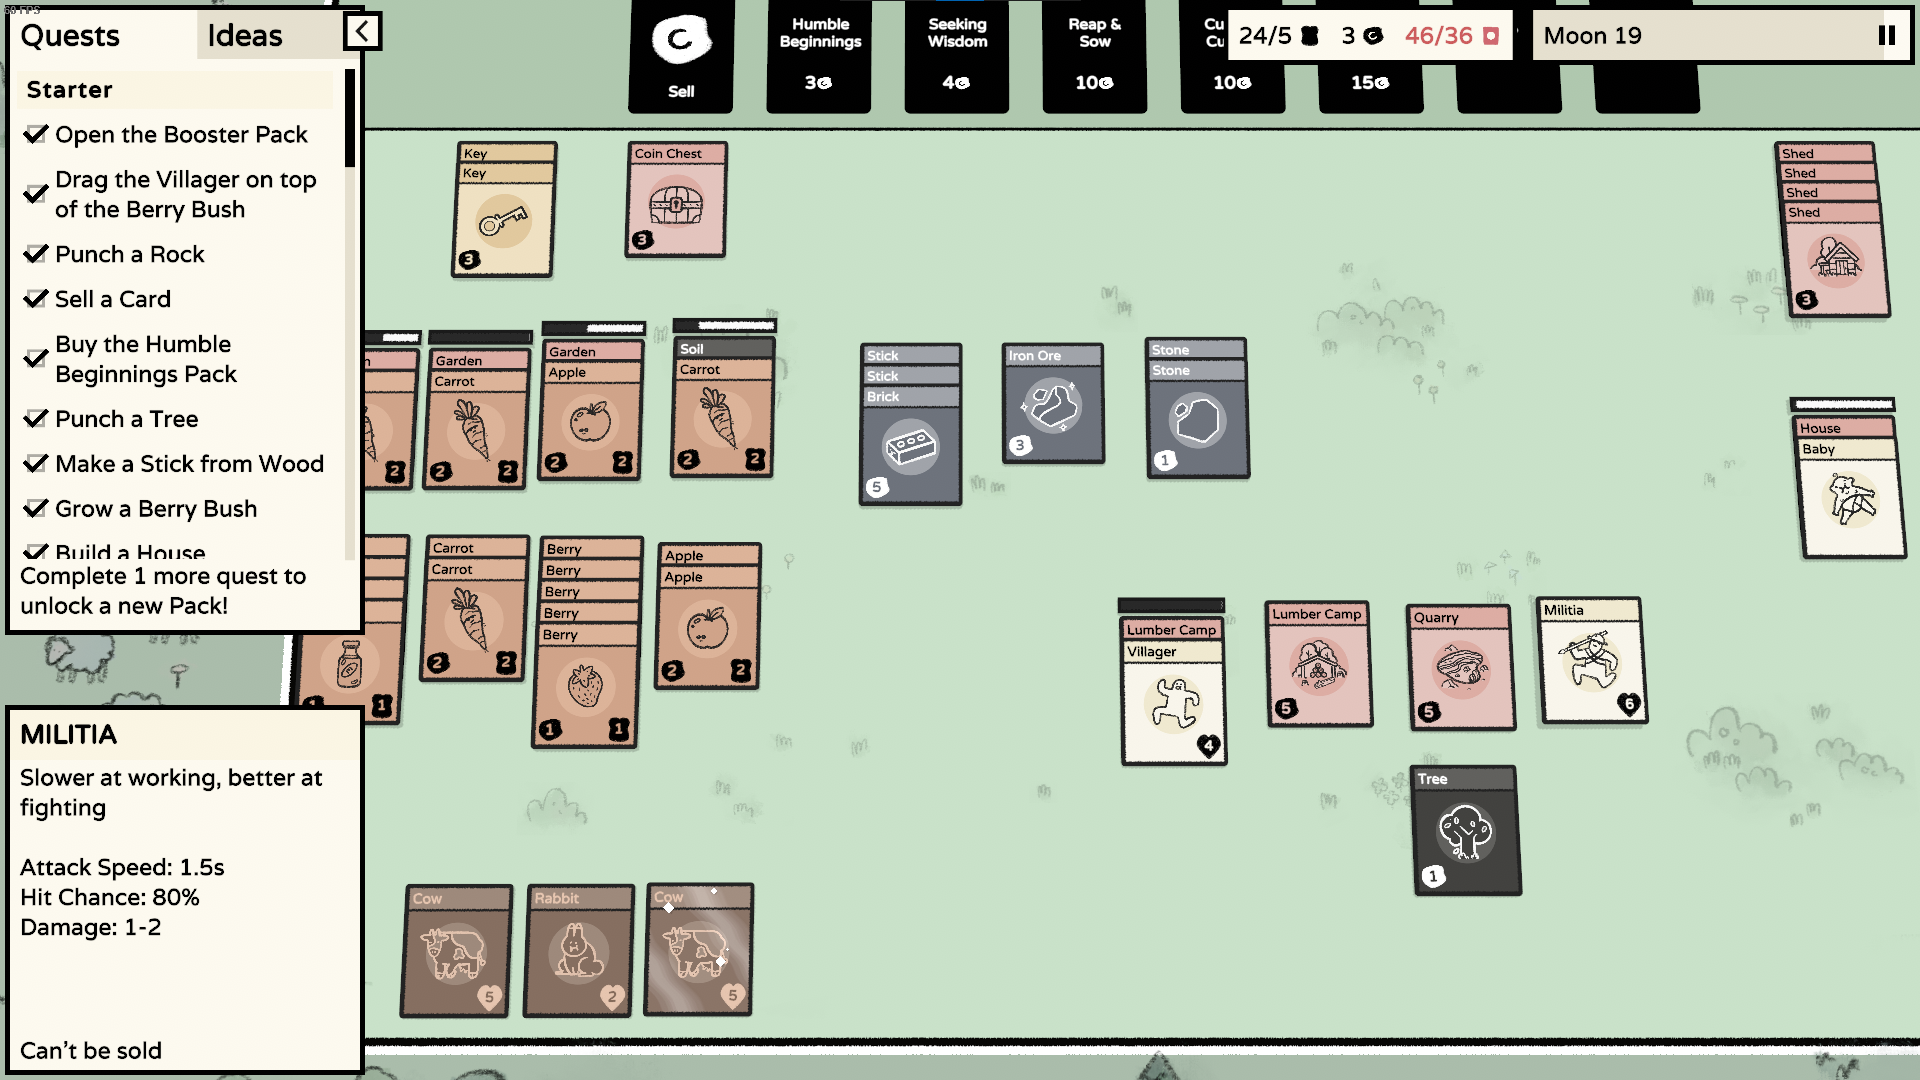 60 FPS
Quests
Ideas
Starter
Open the Booster Pack
Drag the Villager on top
of the Berry Bush
Punch a Rock
Sell a Card
Buy the Humble
Beginnings Pack
Punch a Tree
Make a Stick from Wood
Grow a Berry Bush
Build a House
Complete 1 more quest to
unlock a new Pack!
MILITIA
Slower at working, better at
fighting
Attack Speed: 1.5s
Hit Chance: 80%
Damage: 1-2
Can't be sold
C
Sell
Humble
Beginnings
3
Seeking
Wisdom
4
Reap &
Sow
10
Cu
Cu
10
15
24/5
3
46/36
Moon 19
Key
Key
3
Coin Chest
3
Shed
Shed
Shed
Shed
3
2
Garden
Carrot
2
2
Garden
Apple
2
2
Soil
Carrot
2
2
Stick
Stick
Brick
5
Iron Ore
3
Stone
Stone
1
House
Baby
1
Carrot
Carrot
2
2
Berry
Berry
Berry
Berry
Berry
1
1
Apple
Apple
2
2
Lumber Camp
Villager
4
Lumber Camp
5
Quarry
5
Militia
6
Tree
1
Cow
5
Rabbit
2
Cow
5